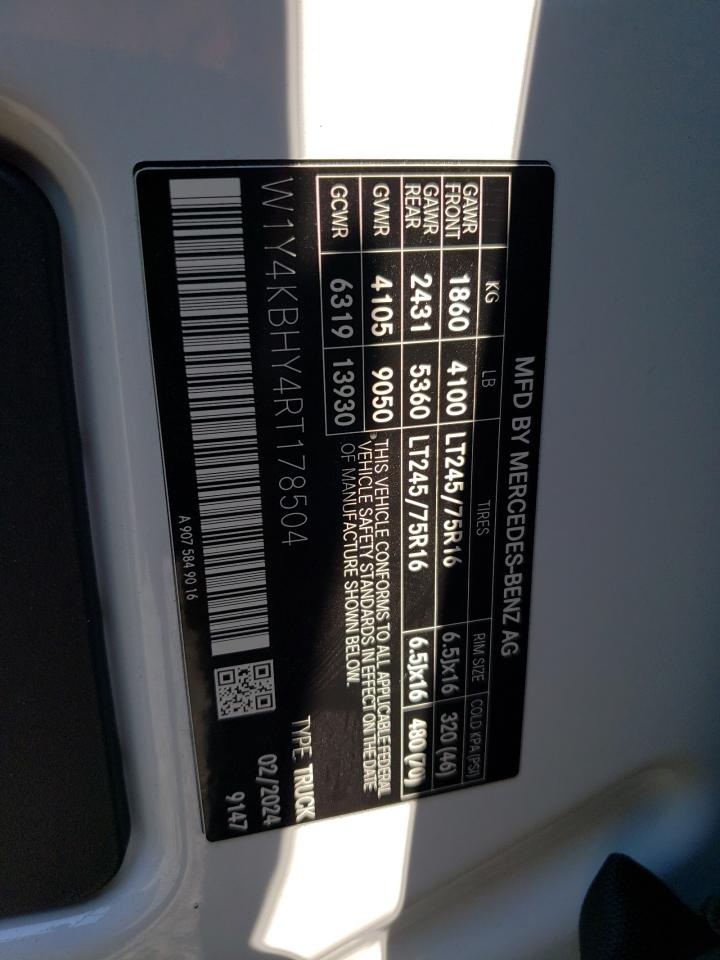 MFD BY MERCEDES-BENZ AG
KG LB TIRES RIM SIZE COLD KPA (PSI)
GAWR FRONT 1860 4100 LT245/75R16 6.5Jx16 320 (46)
GAWR REAR 2431 5360 LT245/75R16 6.5Jx16 480 (70)
GVWR 4105 9050
GCWR 6319 13930
THIS VEHICLE CONFORMS TO ALL APPLICABLE FEDERAL
VEHICLE SAFETY STANDARDS IN EFFECT ON THE DATE
OF MANUFACTURE SHOWN BELOW.
W1Y4KBHY4RT178504
TYPE TRUCK
02/2024
9147
A 907 584 90 16